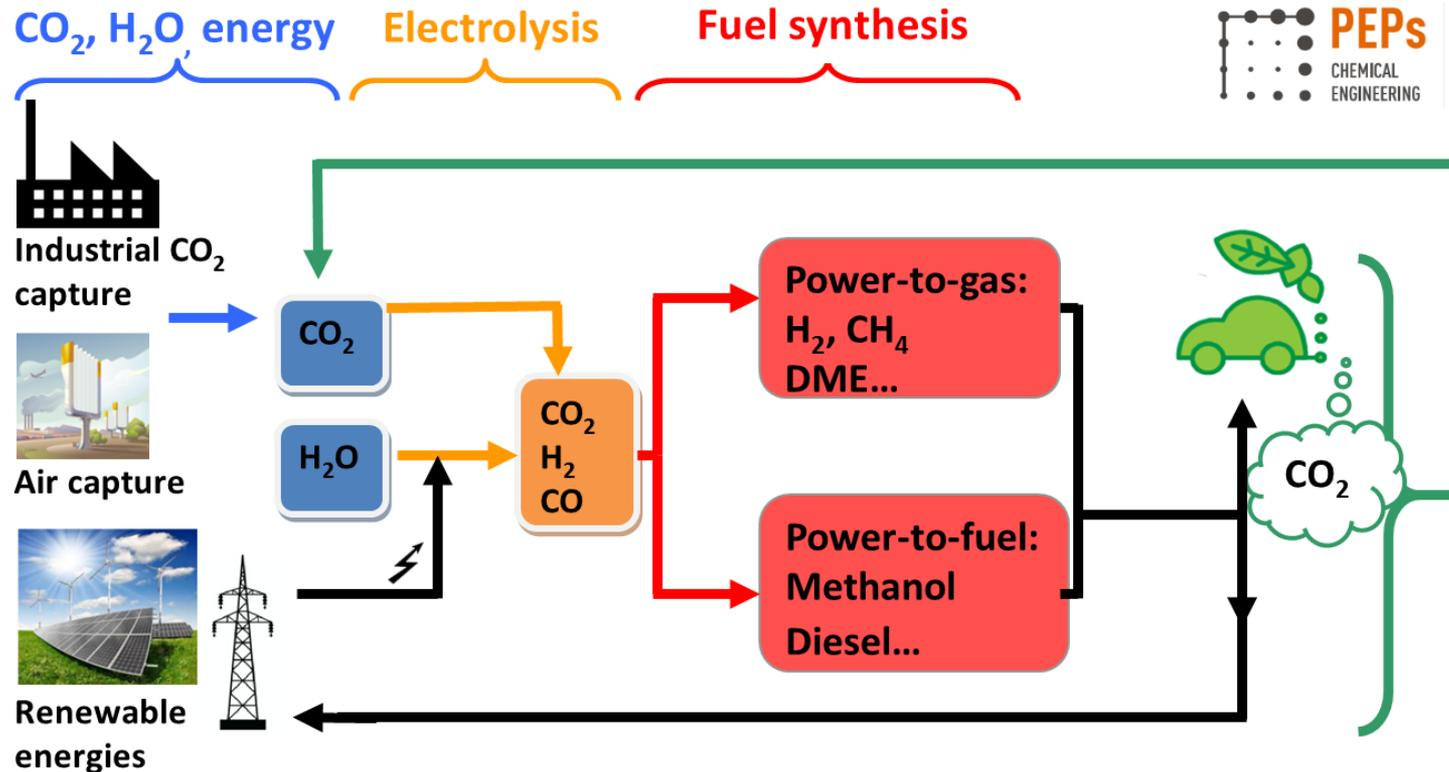 CO₂, H₂O, energy
Electrolysis
Fuel synthesis
PEPs
CHEMICAL
ENGINEERING
Industrial CO₂
capture
Air capture
Renewable
energies
CO₂
H₂O
CO₂
H₂
CO
Power-to-gas:
H₂, CH₄
DME...
Power-to-fuel:
Methanol
Diesel...
CO₂